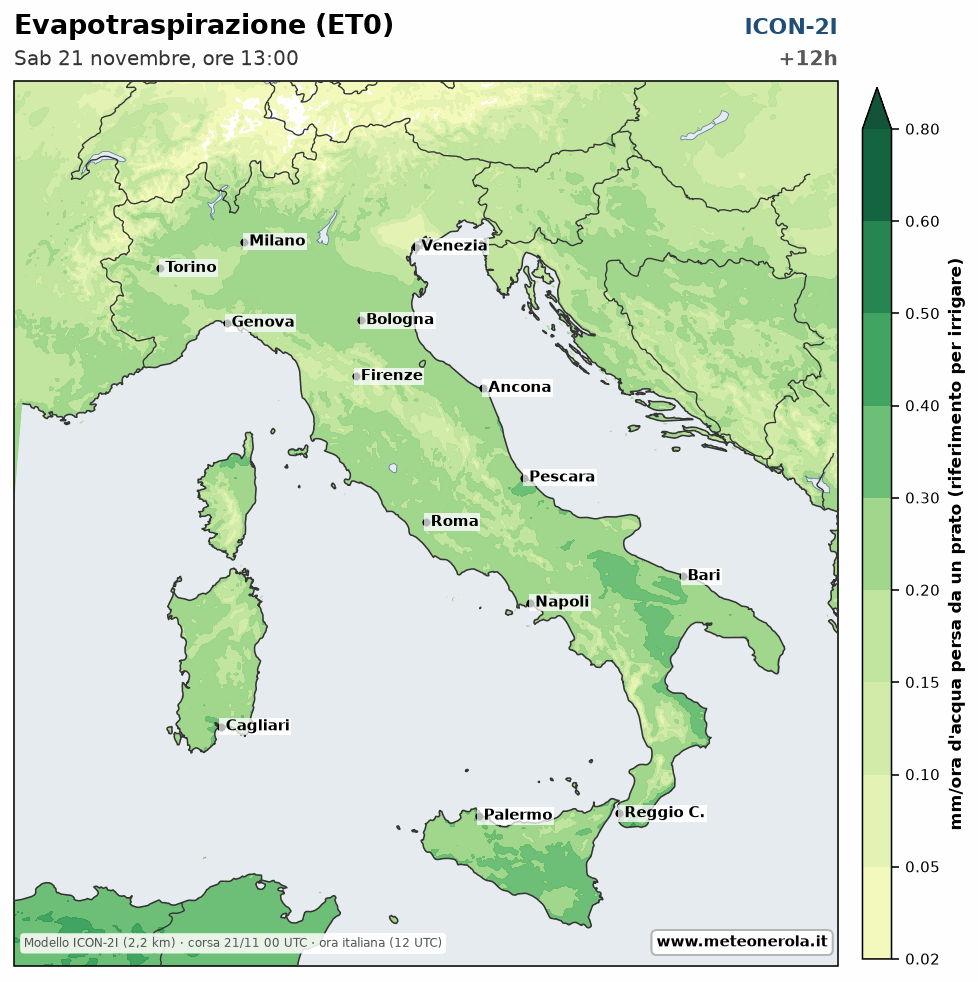 Evapotraspirazione (ET0)
ICON-2I
Sab 21 novembre, ore 13:00
+12h
Milano
Venezia
Torino
Genova
Bologna
Firenze
Ancona
Pescara
Roma
Bari
Napoli
Cagliari
Palermo
Reggio C.
0.80
0.60
0.50
0.40
0.30
0.20
0.15
0.10
0.05
0.02
mm/ora d'acqua persa da un prato (riferimento per irrigare)
Modello ICON-2I (2,2 km) · corsa 21/11 00 UTC · ora italiana (12 UTC)
www.meteonerola.it